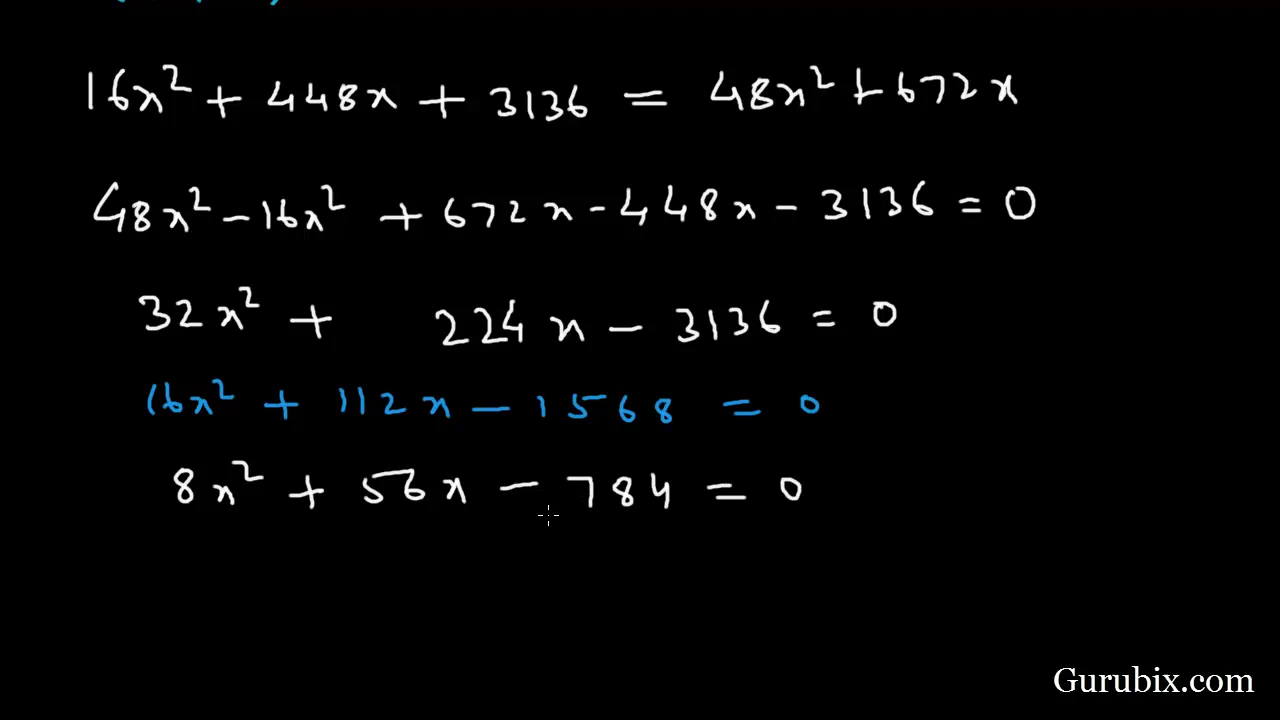 16x² + 448x + 3136 = 48x² + 672x
48x² - 16x² + 672x - 448x - 3136 = 0
32x² + 224x - 3136 = 0
16x² + 112x - 1568 = 0
8x² + 56x - 784 = 0
Gurubix.com